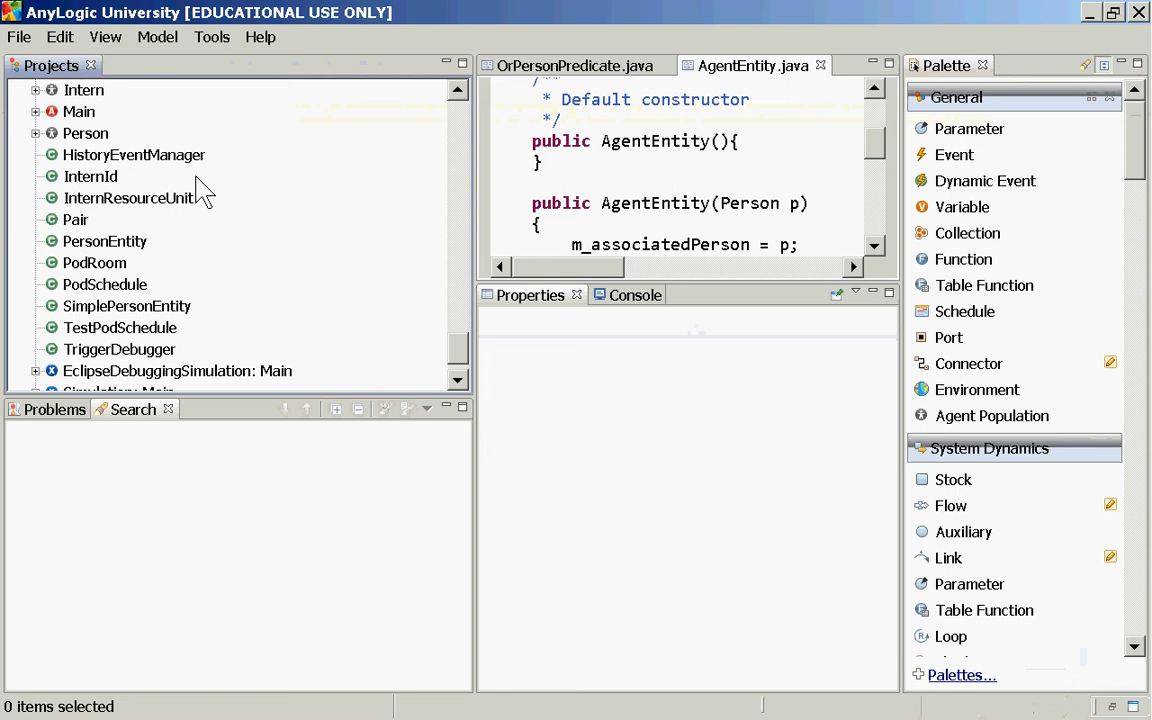 AnyLogic University [EDUCATIONAL USE ONLY]
File Edit View Model Tools Help
Projects
Intern
Main
Person
HistoryEventManager
InternId
InternResourceUnit
Pair
PersonEntity
PodRoom
PodSchedule
SimplePersonEntity
TestPodSchedule
TriggerDebugger
EclipseDebuggingSimulation: Main
Simulation: Main
Problems Search
OrPersonPredicate.java AgentEntity.java
/**
* Default constructor
*/
public AgentEntity(){
}
public AgentEntity(Person p)
{
m_associatedPerson = p;
Properties Console
Palette
General
Parameter
Event
Dynamic Event
Variable
Collection
Function
Table Function
Schedule
Port
Connector
Environment
Agent Population
System Dynamics
Stock
Flow
Auxiliary
Link
Parameter
Table Function
Loop
Palettes...
0 items selected